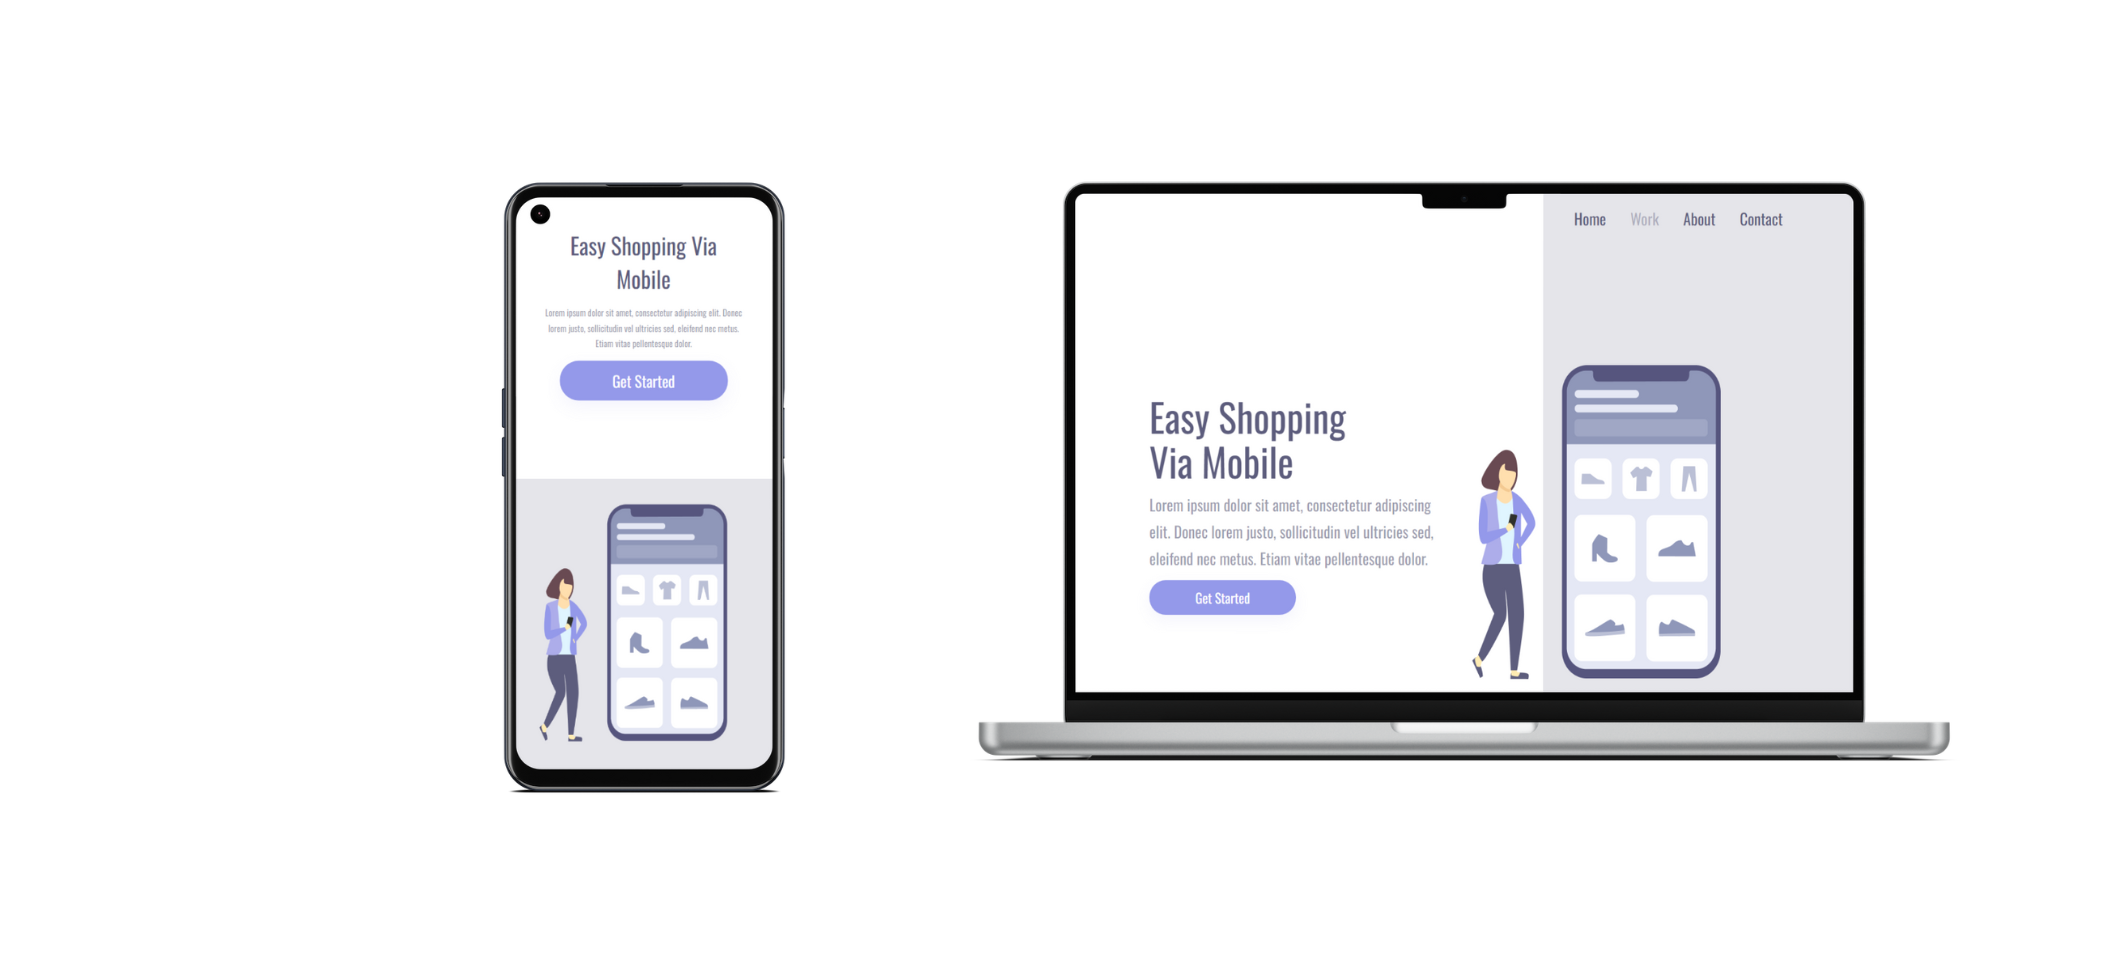 Easy Shopping Via
Mobile
Lorem ipsum dolor sit amet, consectetur adipiscing elit. Donec
lorem justo, sollicitudin vel ultricies sed, eleifend nec metus.
Etiam vitae pellentesque dolor.
Get Started
Home Work About Contact
Easy Shopping
Via Mobile
Lorem ipsum dolor sit amet, consectetur adipiscing
elit. Donec lorem justo, sollicitudin vel ultricies sed,
eleifend nec metus. Etiam vitae pellentesque dolor.
Get Started